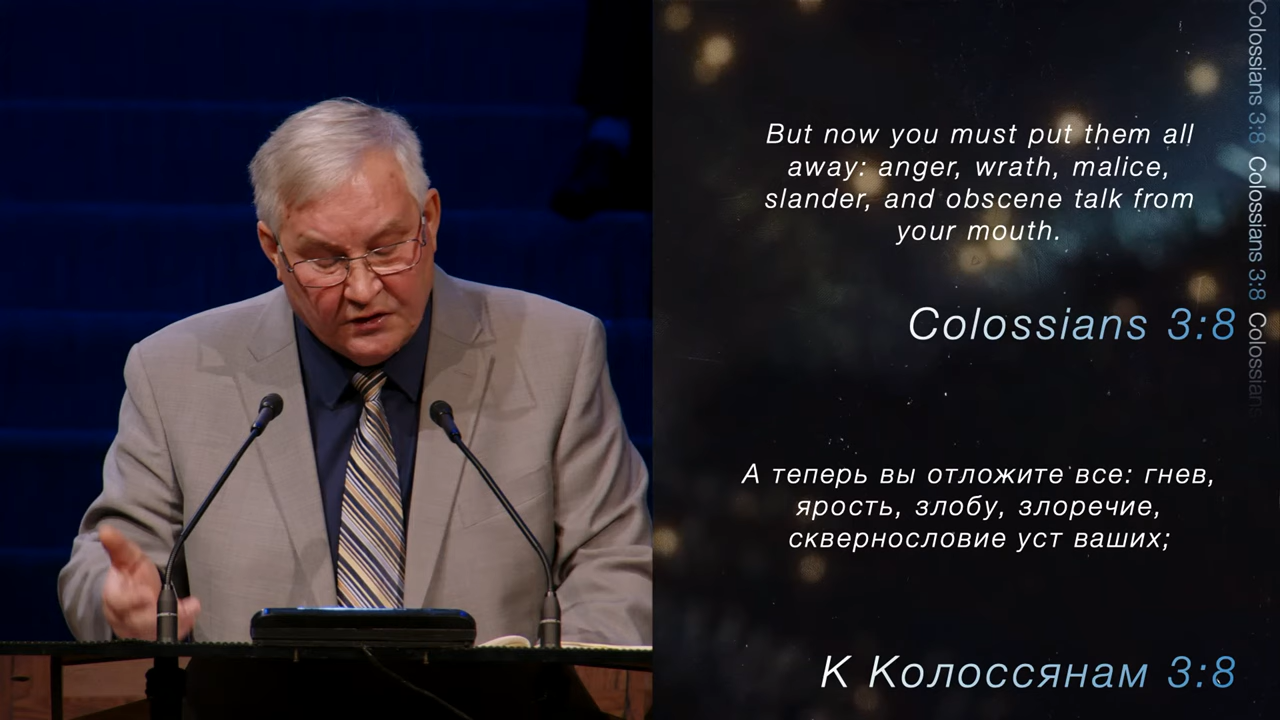 But now you must put them all
away: anger, wrath, malice,
slander, and obscene talk from
your mouth.
Colossians 3:8
А теперь вы отложите все: гнев,
ярость, злобу, злоречие,
сквернословие уст ваших;
К Колоссянам 3:8
Colossians 3:8 Colossians 3:8 Colossians